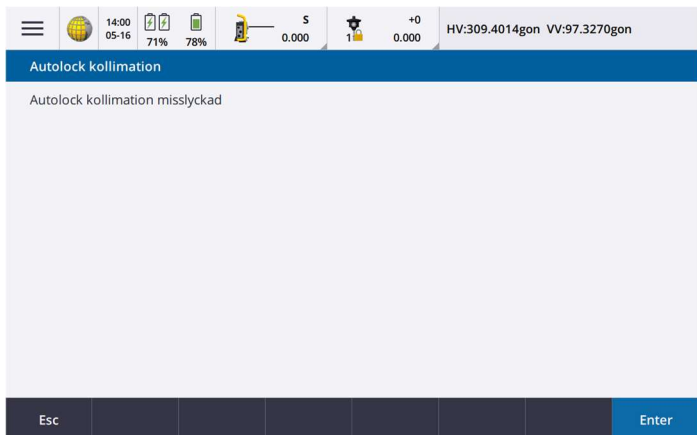 14:00
05-16
71%
78%
S
0.000
1
+0
0.000
HV:309.4014gon VV:97.3270gon
Autolock kollimation
Autolock kollimation misslyckad
Esc
Enter